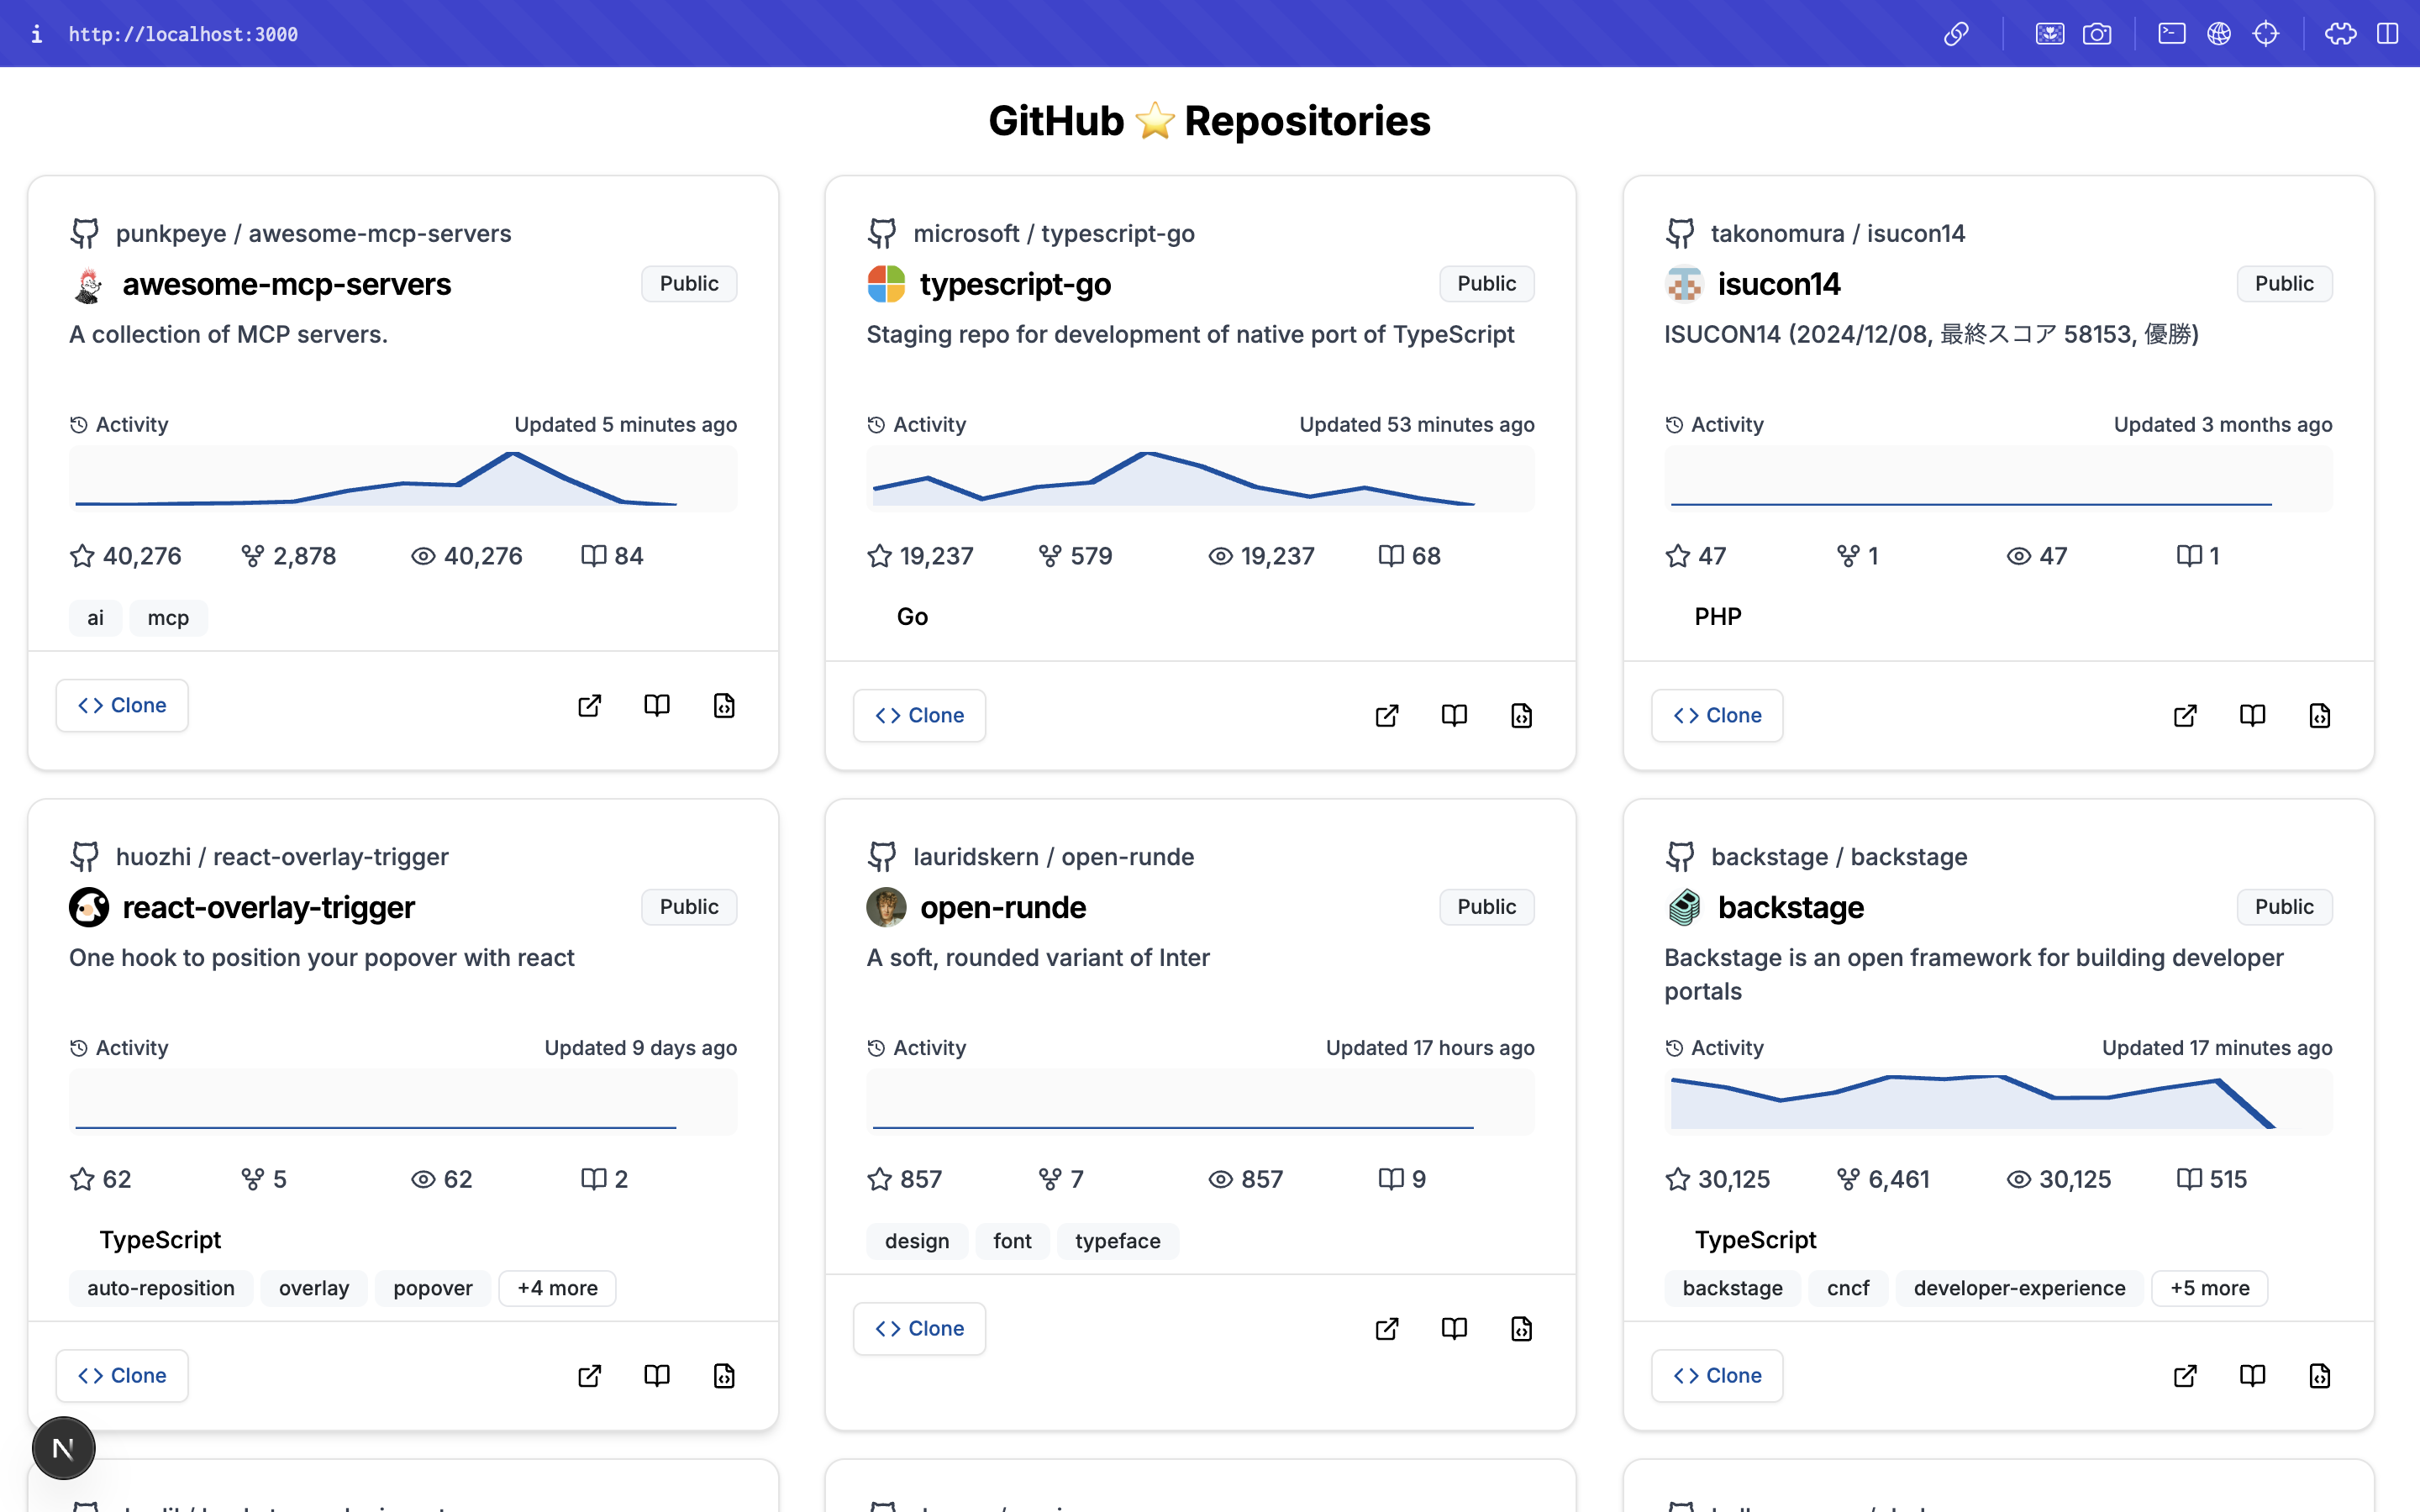 http://localhost:3000
GitHub ⭐ Repositories
punkpeye / awesome-mcp-servers
awesome-mcp-servers
Public
A collection of MCP servers.
Activity
Updated 5 minutes ago
40,276
2,878
40,276
84
ai
mcp
Clone
microsoft / typescript-go
typescript-go
Public
Staging repo for development of native port of TypeScript
Activity
Updated 53 minutes ago
19,237
579
19,237
68
Go
Clone
takonomura / isucon14
isucon14
Public
ISUCON14 (2024/12/08, 最終スコア 58153, 優勝)
Activity
Updated 3 months ago
47
1
47
1
PHP
Clone
huozhi / react-overlay-trigger
react-overlay-trigger
Public
One hook to position your popover with react
Activity
Updated 9 days ago
62
5
62
2
TypeScript
auto-reposition
overlay
popover
+4 more
Clone
lauridskern / open-runde
open-runde
Public
A soft, rounded variant of Inter
Activity
Updated 17 hours ago
857
7
857
9
design
font
typeface
Clone
backstage / backstage
backstage
Public
Backstage is an open framework for building developer
portals
Activity
Updated 17 minutes ago
30,125
6,461
30,125
515
TypeScript
backstage
cncf
developer-experience
+5 more
Clone
N